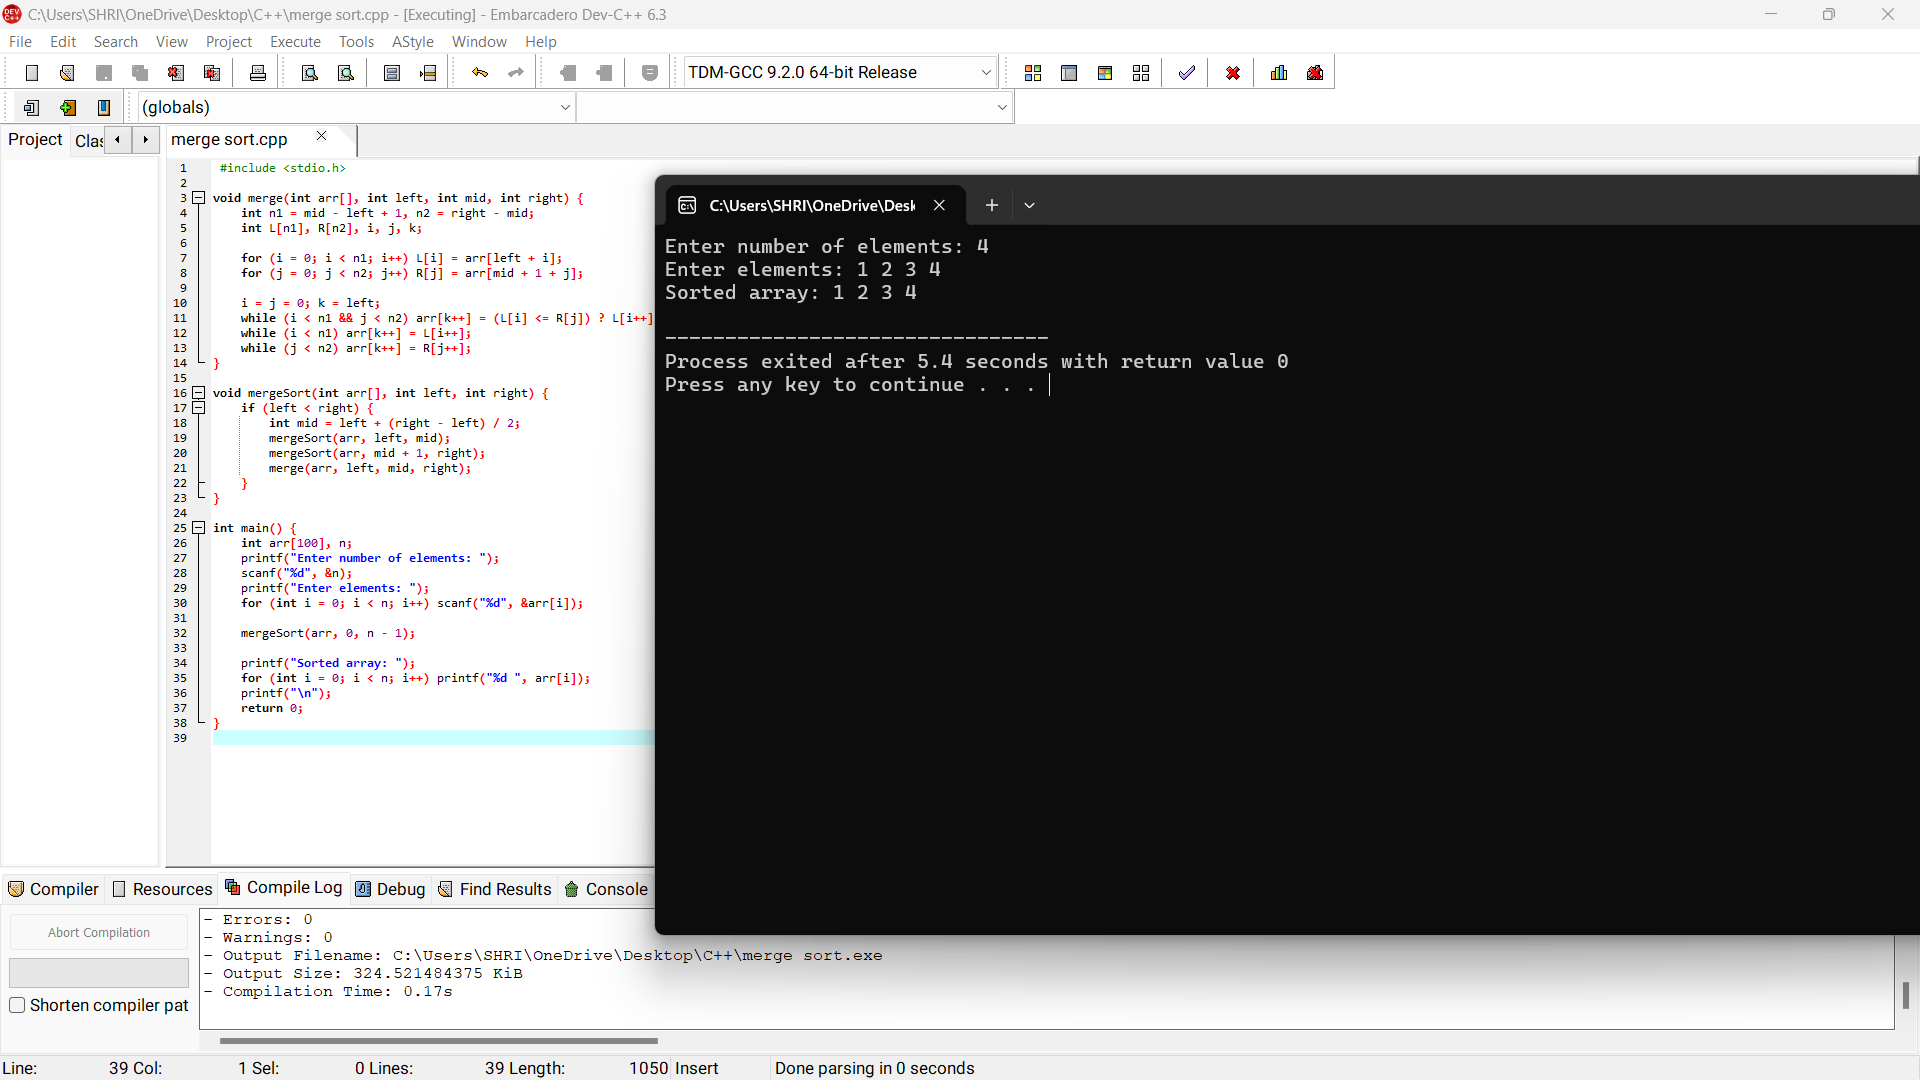 C:\Users\SHRI\OneDrive\Desktop\C++\merge sort.cpp - [Executing] - Embarcadero Dev-C++ 6.3
File Edit Search View Project Execute Tools AStyle Window Help
TDM-GCC 9.2.0 64-bit Release
(globals)
Project Clas merge sort.cpp
1 #include <stdio.h>
2
3 void merge(int arr[], int left, int mid, int right) {
4 int n1 = mid - left + 1, n2 = right - mid;
5 int L[n1], R[n2], i, j, k;
6
7 for (i = 0; i < n1; i++) L[i] = arr[left + i];
8 for (j = 0; j < n2; j++) R[j] = arr[mid + 1 + j];
9
10 i = j = 0; k = left;
11 while (i < n1 && j < n2) arr[k++] = (L[i] <= R[j]) ? L[i++]
12 while (i < n1) arr[k++] = L[i++];
13 while (j < n2) arr[k++] = R[j++];
14 }
15
16 void mergeSort(int arr[], int left, int right) {
17 if (left < right) {
18 int mid = left + (right - left) / 2;
19 mergeSort(arr, left, mid);
20 mergeSort(arr, mid + 1, right);
21 merge(arr, left, mid, right);
22 }
23 }
24
25 int main() {
26 int arr[100], n;
27 printf("Enter number of elements: ");
28 scanf("%d", &n);
29 printf("Enter elements: ");
30 for (int i = 0; i < n; i++) scanf("%d", &arr[i]);
31
32 mergeSort(arr, 0, n - 1);
33
34 printf("Sorted array: ");
35 for (int i = 0; i < n; i++) printf("%d ", arr[i]);
36 printf("\n");
37 return 0;
38 }
39
C:\Users\SHRI\OneDrive\Desk
Enter number of elements: 4
Enter elements: 1 2 3 4
Sorted array: 1 2 3 4
--------------------------------
Process exited after 5.4 seconds with return value 0
Press any key to continue . . .
Compiler Resources Compile Log Debug Find Results Console
Abort Compilation
Shorten compiler pat
- Errors: 0
- Warnings: 0
- Output Filename: C:\Users\SHRI\OneDrive\Desktop\C++\merge sort.exe
- Output Size: 324.521484375 KiB
- Compilation Time: 0.17s
Line: 39 Col: 1 Sel: 0 Lines: 39 Length: 1050 Insert Done parsing in 0 seconds